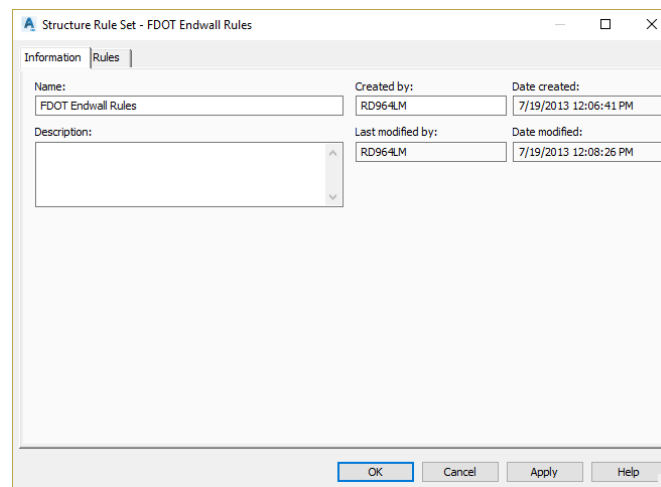 Structure Rule Set - FDOT Endwall Rules
Information Rules
Name: Created by: Date created:
FDOT Endwall Rules RD964LM 7/19/2013 12:06:41 PM
Description: Last modified by: Date modified:
RD964LM 7/19/2013 12:08:26 PM
OK Cancel Apply Help